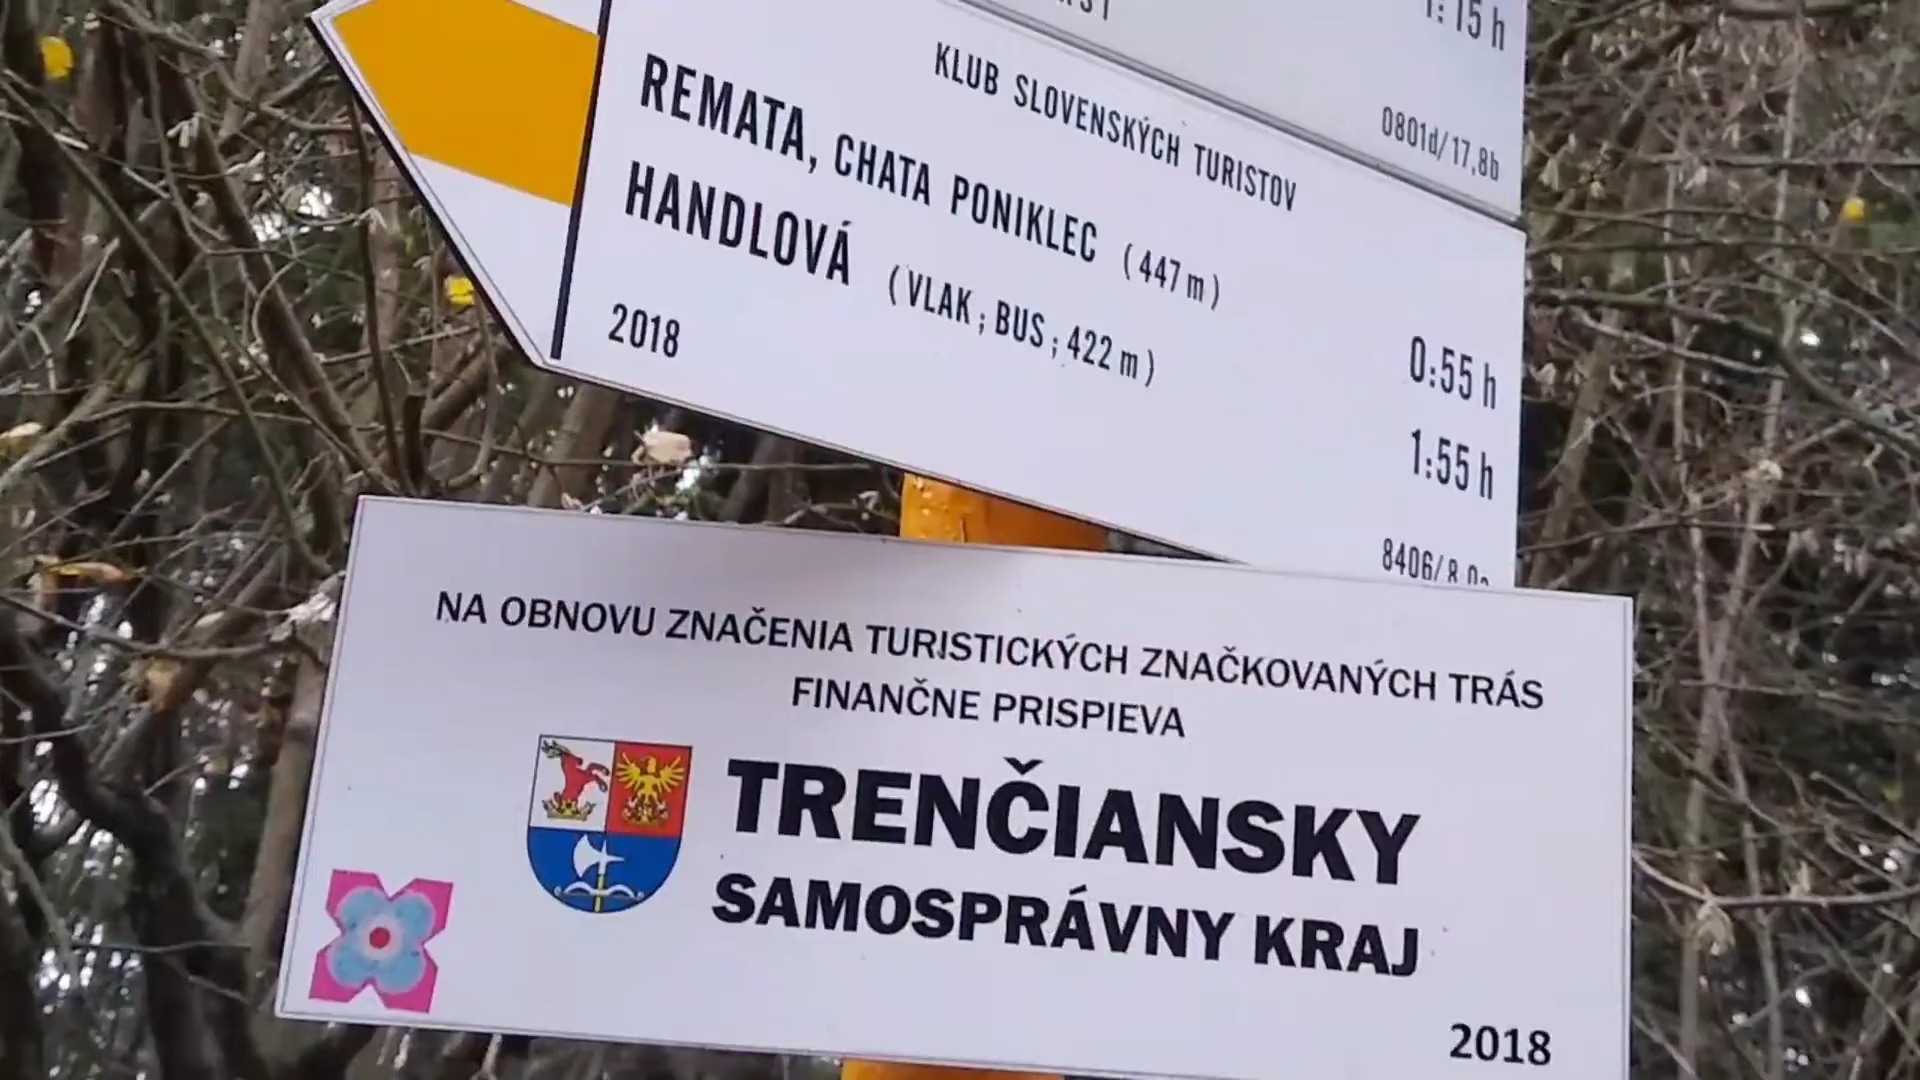 1:15 h
0801d/17,8b
KLUB SLOVENSKÝCH TURISTOV
REMATA, CHATA PONIKLEC (447 m) 0:55 h
HANDLOVÁ (VLAK; BUS; 422 m) 1:55 h
2018
NA OBNOVU ZNAČENIA TURISTICKÝCH ZNAČKOVANÝCH TRÁS
FINANČNE PRISPIEVA
TRENČIANSKY
SAMOSPRÁVNY KRAJ
2018